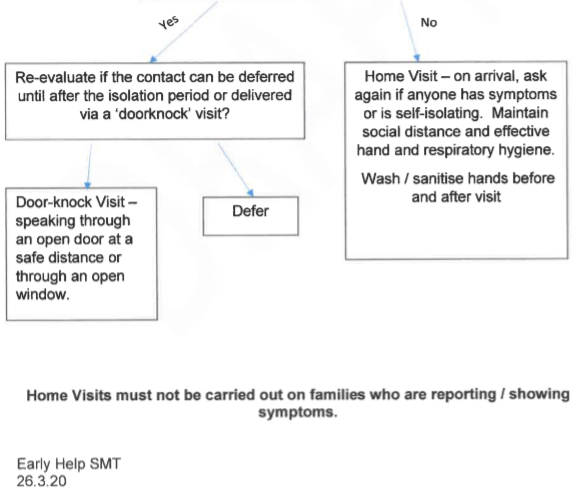 Yes
No
Re-evaluate if the contact can be deferred
until after the isolation period or delivered
via a 'doorknock' visit?
Home Visit – on arrival, ask
again if anyone has symptoms
or is self-isolating. Maintain
social distance and effective
hand and respiratory hygiene.
Wash / sanitise hands before
and after visit
Door-knock Visit –
speaking through
an open door at a
safe distance or
through an open
window.
Defer
Home Visits must not be carried out on families who are reporting / showing
symptoms.
Early Help SMT
26.3.20